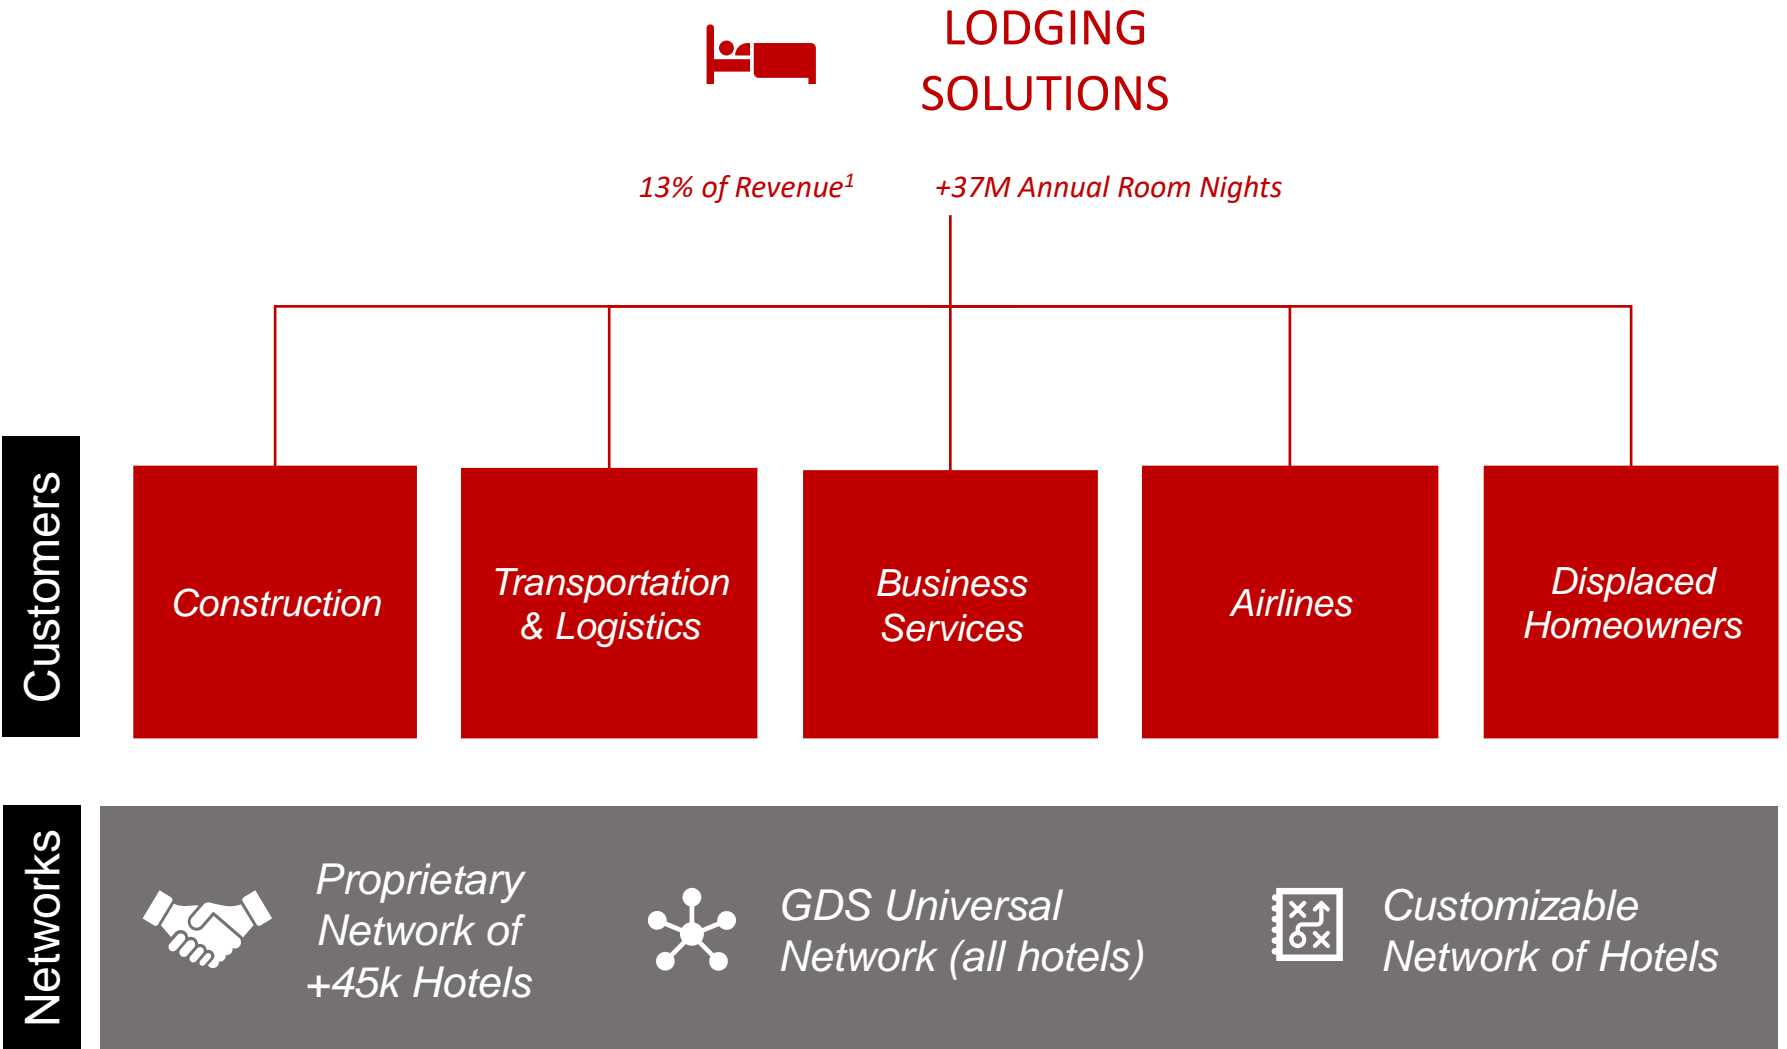 LODGING
SOLUTIONS
13% of Revenue1
+37M Annual Room Nights
Customers
Construction
Transportation
& Logistics
Business
Services
Airlines
Displaced
Homeowners
Networks
Proprietary
Network of
+45k Hotels
GDS Universal
Network (all hotels)
Customizable
Network of Hotels